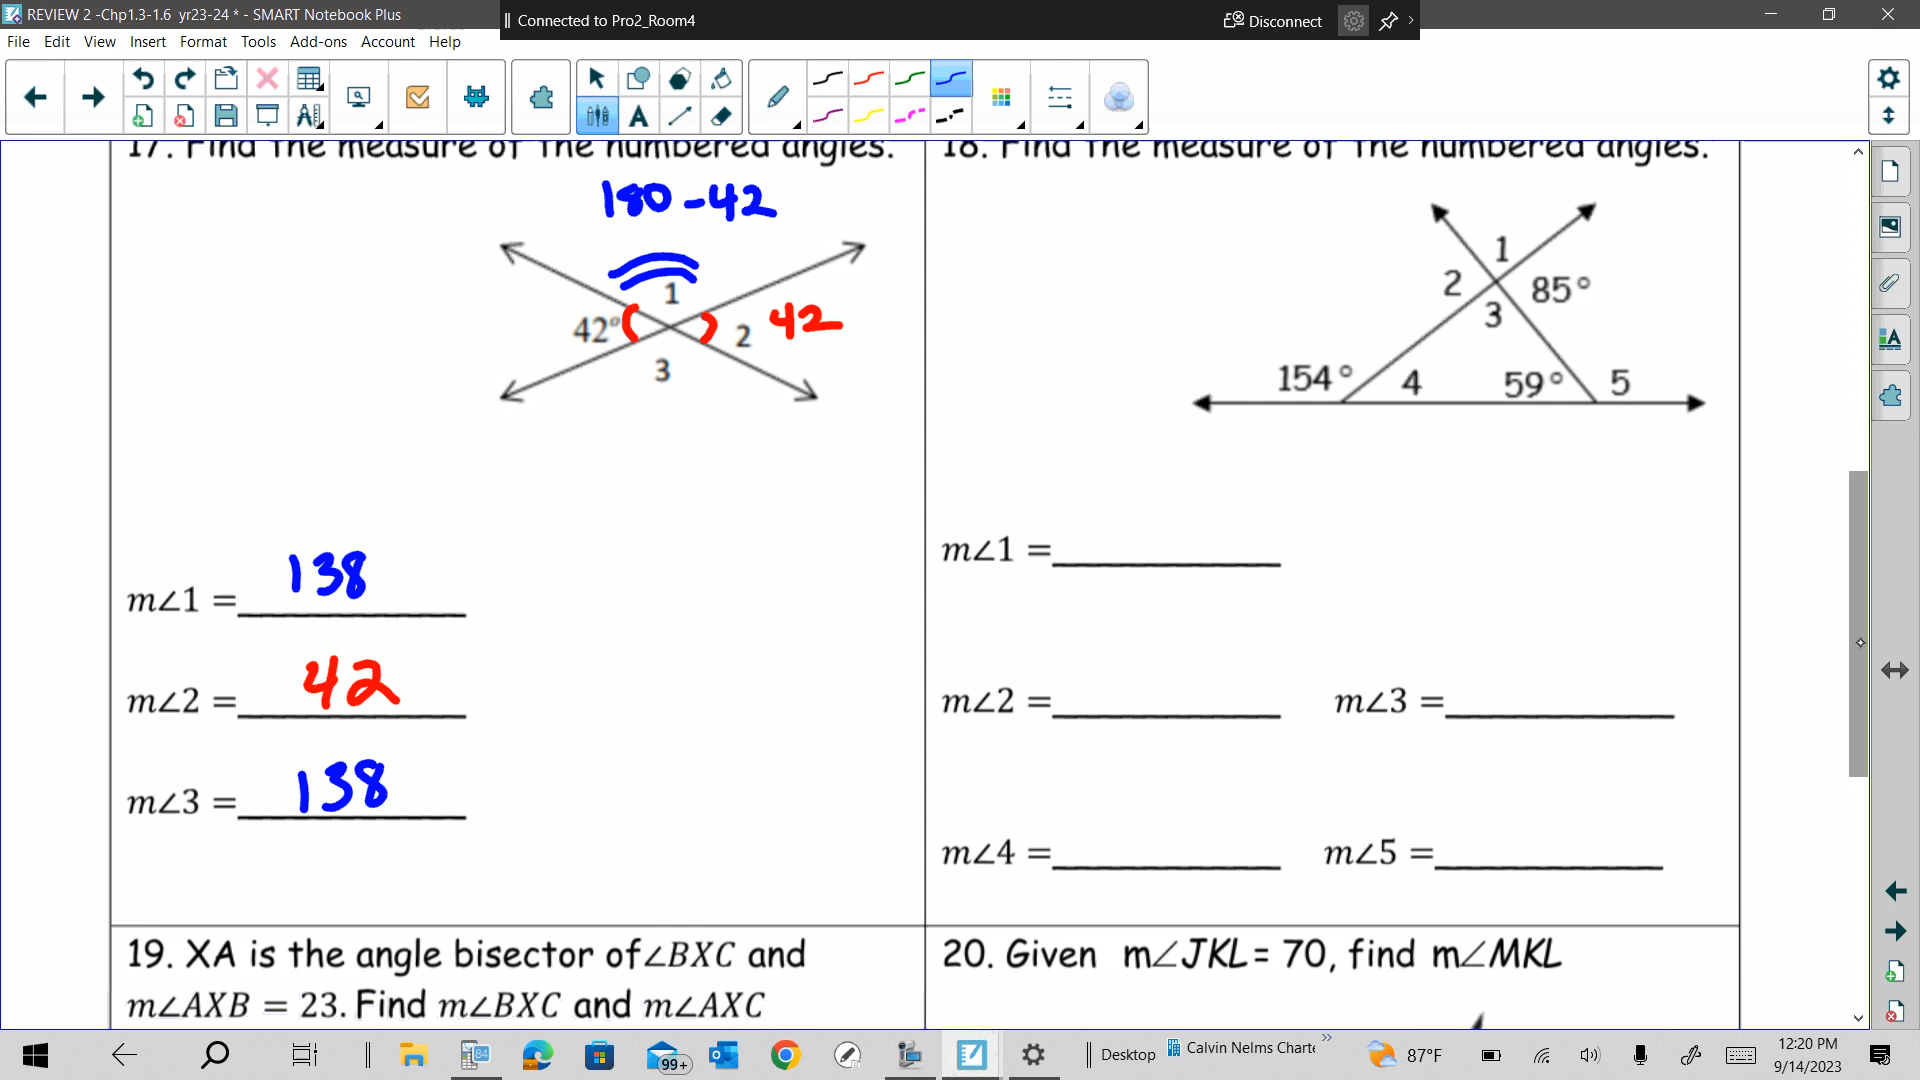 REVIEW 2 -Chp1.3-1.6 yr23-24 * - SMART Notebook Plus
Connected to Pro2_Room4
Disconnect
File Edit View Insert Format Tools Add-ons Account Help
17. Find the measure of the numbered angles.
180-42
1
42°
2
42
3
m∠1 =
138
m∠2 =
42
m∠3 =
138
18. Find the measure of the numbered angles.
1
2
85°
3
154°
4
59°
5
m∠1 =
m∠2 =
m∠3 =
m∠4 =
m∠5 =
19. XA is the angle bisector of∠BXC and
m∠AXB = 23. Find m∠BXC and m∠AXC
20. Given m∠JKL= 70, find m∠MKL
84
99+
Desktop
Calvin Nelms Charte
87°F
12:20 PM
9/14/2023